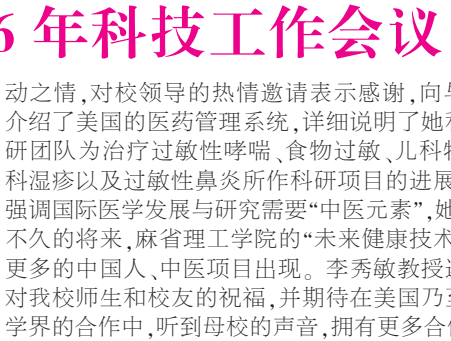 6 年科技工作会议
动之情,对校领导的热情邀请表示感谢,向
介绍了美国的医药管理系统,详细说明了她
研团队为治疗过敏性哮喘、食物过敏、儿科
科湿疹以及过敏性鼻炎所作科研项目的进展
强调国际医学发展与研究需要“中医元素”,她
不久的将来,麻省理工学院的“未来健康技术
更多的中国人、中医项目出现。李秀敏教授
对我校师生和校友的祝福,并期待在美国乃至
学界的合作中,听到母校的声音,拥有更多合